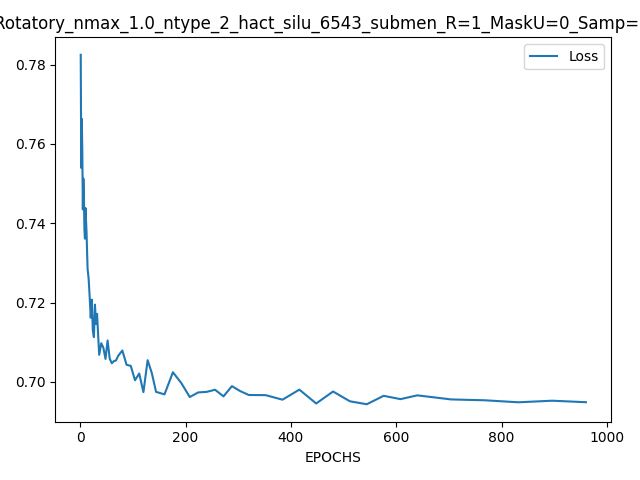 Rotatory_nmax_1.0_ntype_2_hact_silu_6543_submen_R=1_MaskU=0_Samp=
Loss
0.78
0.76
0.74
0.72
0.70
0 200 400 600 800 1000
EPOCHS